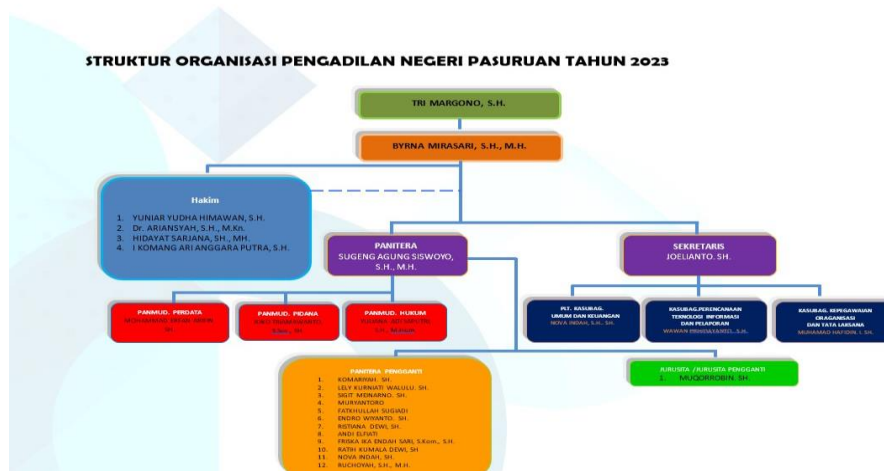 STRUKTUR ORGANISASI PENGADILAN NEGERI PASURUAN TAHUN 2023
TRI MARGONO, S.H.
BYRNA MIRASARI, S.H., M.H.
Hakim
1. YUNIAR YUDHA HIMAWAN, S.H.
2. Dr. ARIANSYAH, S.H., M.Kn.
3. HIDAYAT SARJANA, SH., MH.
4. I KOMANG ARI ANGGARA PUTRA, S.H.
PANITERA
SUGENG AGUNG SISWOYO,
S.H., M.H.
SEKRETARIS
JOELIANTO. SH.
PANMUD. PERDATA
SH
PANMUD. PIDANA
PANMUD. HUKUM
PLT. KASUBAG.
UMUM DAN KEUANGAN
NOVA INDAH, S.H., SH.
KASUBAG.PERENCANAAN
TEKNOLOGI INFORMASI
DAN PELAPORAN
WAWAN
KASUBAG. KEPEGAWAIAN
ORAGANISASI
DAN TATA LAKSANA
MUHAMAD HAFIDIN. I. SH.
PANITERA PENGGANTI
1. KOMARIYAH. SH.
2. LELY KURNIATI WALULU. SH.
3. SIGIT MEINARNO. SH.
4. MURYANTORO
5. FATKHULLAH SUGIADI
6. ENDRO WIYANTO. SH.
7. RISTIANA DEWI, SH.
8. ANDI ELFIATI
9. FRISKA IKA ENDAH SARI, S.Kom., S.H.
10. RATIH KUMALA DEWI, SH
11. NOVA INDAH, SH.
12. RUCHOYAH, S.H., M.H.
JURUSITA /JURUSITA PENGGANTI
1. MUQORROBIN. SH.